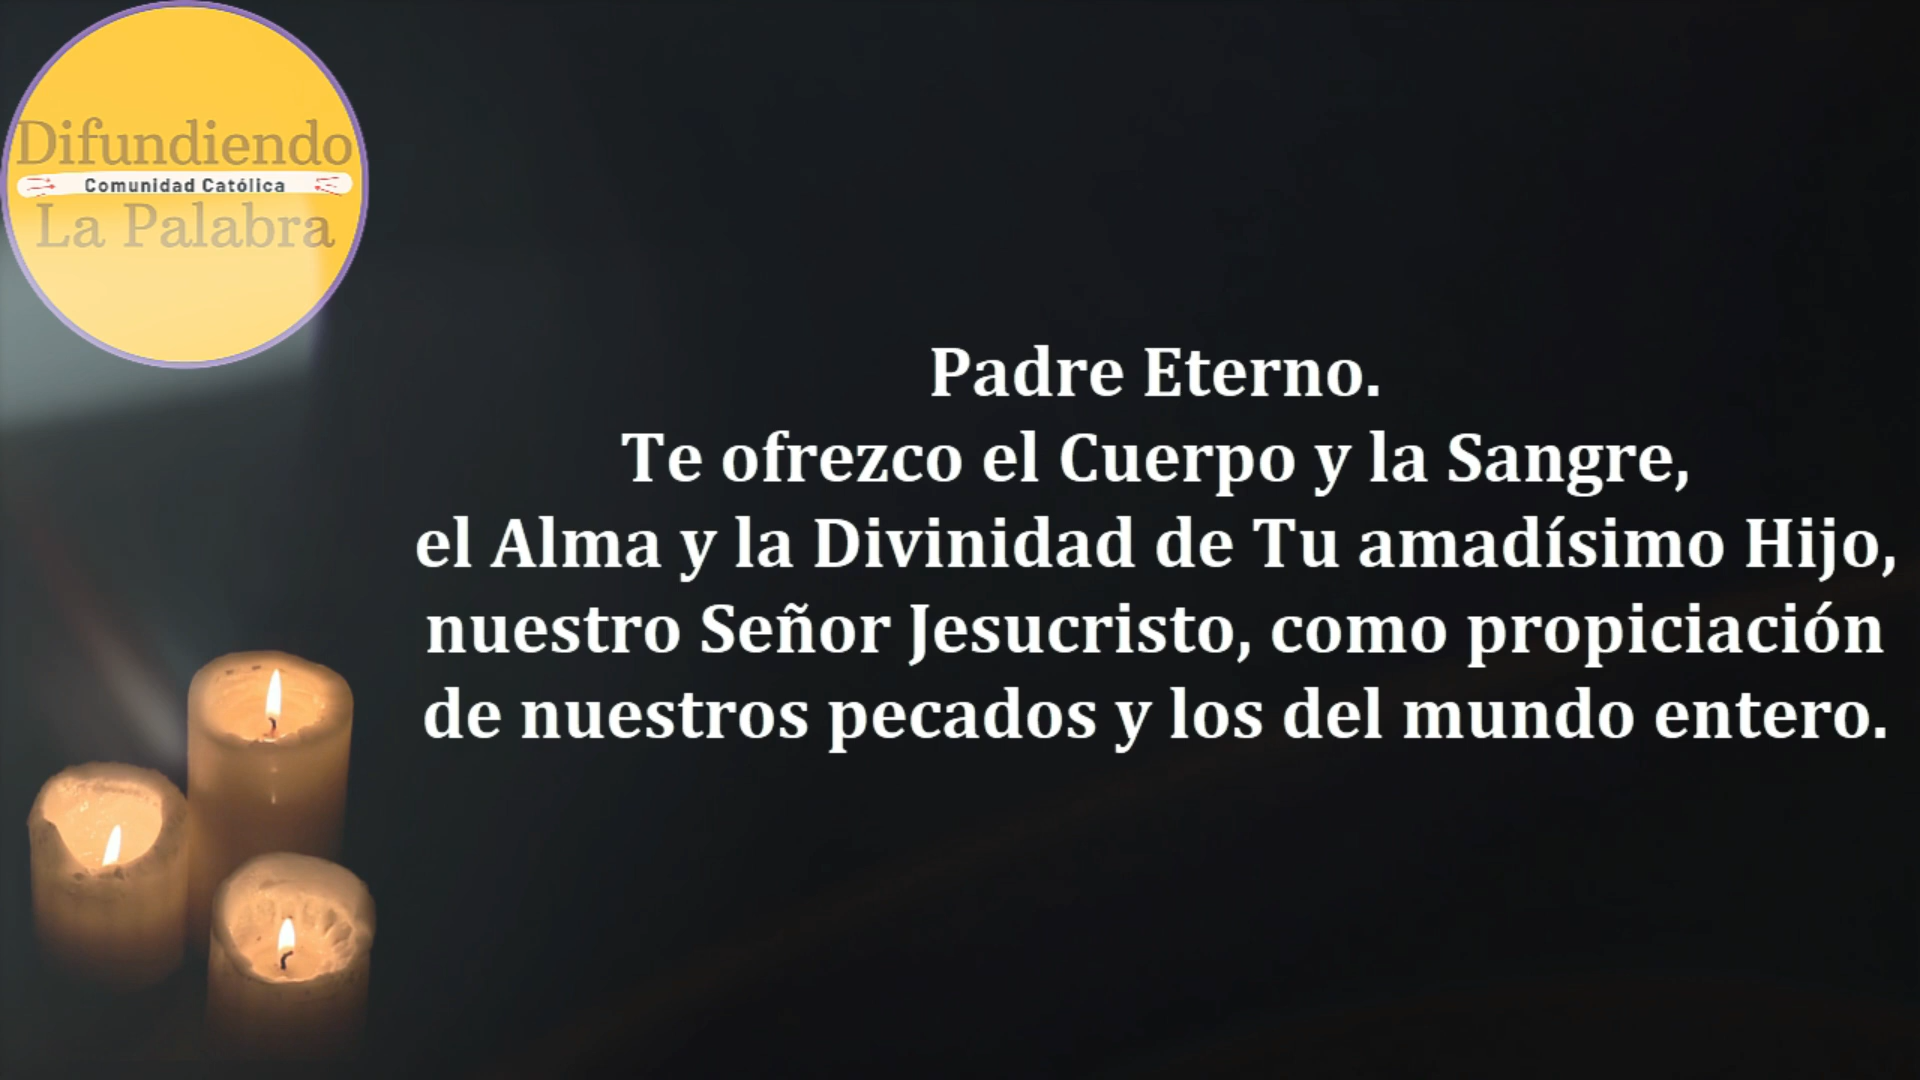 Difundiendo
Comunidad Católica
La Palabra
Padre Eterno.
Te ofrezco el Cuerpo y la Sangre,
el Alma y la Divinidad de Tu amadísimo Hijo,
nuestro Señor Jesucristo, como propiciación
de nuestros pecados y los del mundo entero.